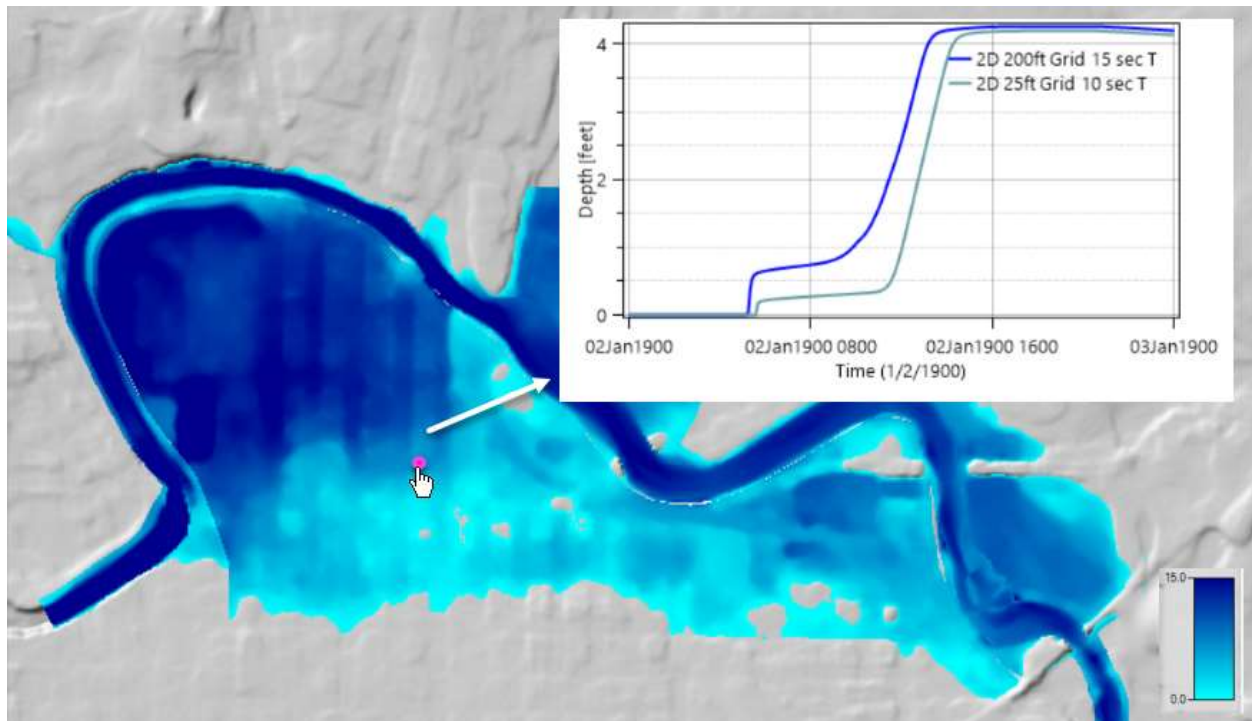 4
2
0
Depth [feet]
2D 200ft Grid 15 sec T
2D 25ft Grid 10 sec T
02Jan1900
02Jan1900 0800
02Jan1900 1600
03Jan1900
Time (1/2/1900)
15.0
0.0